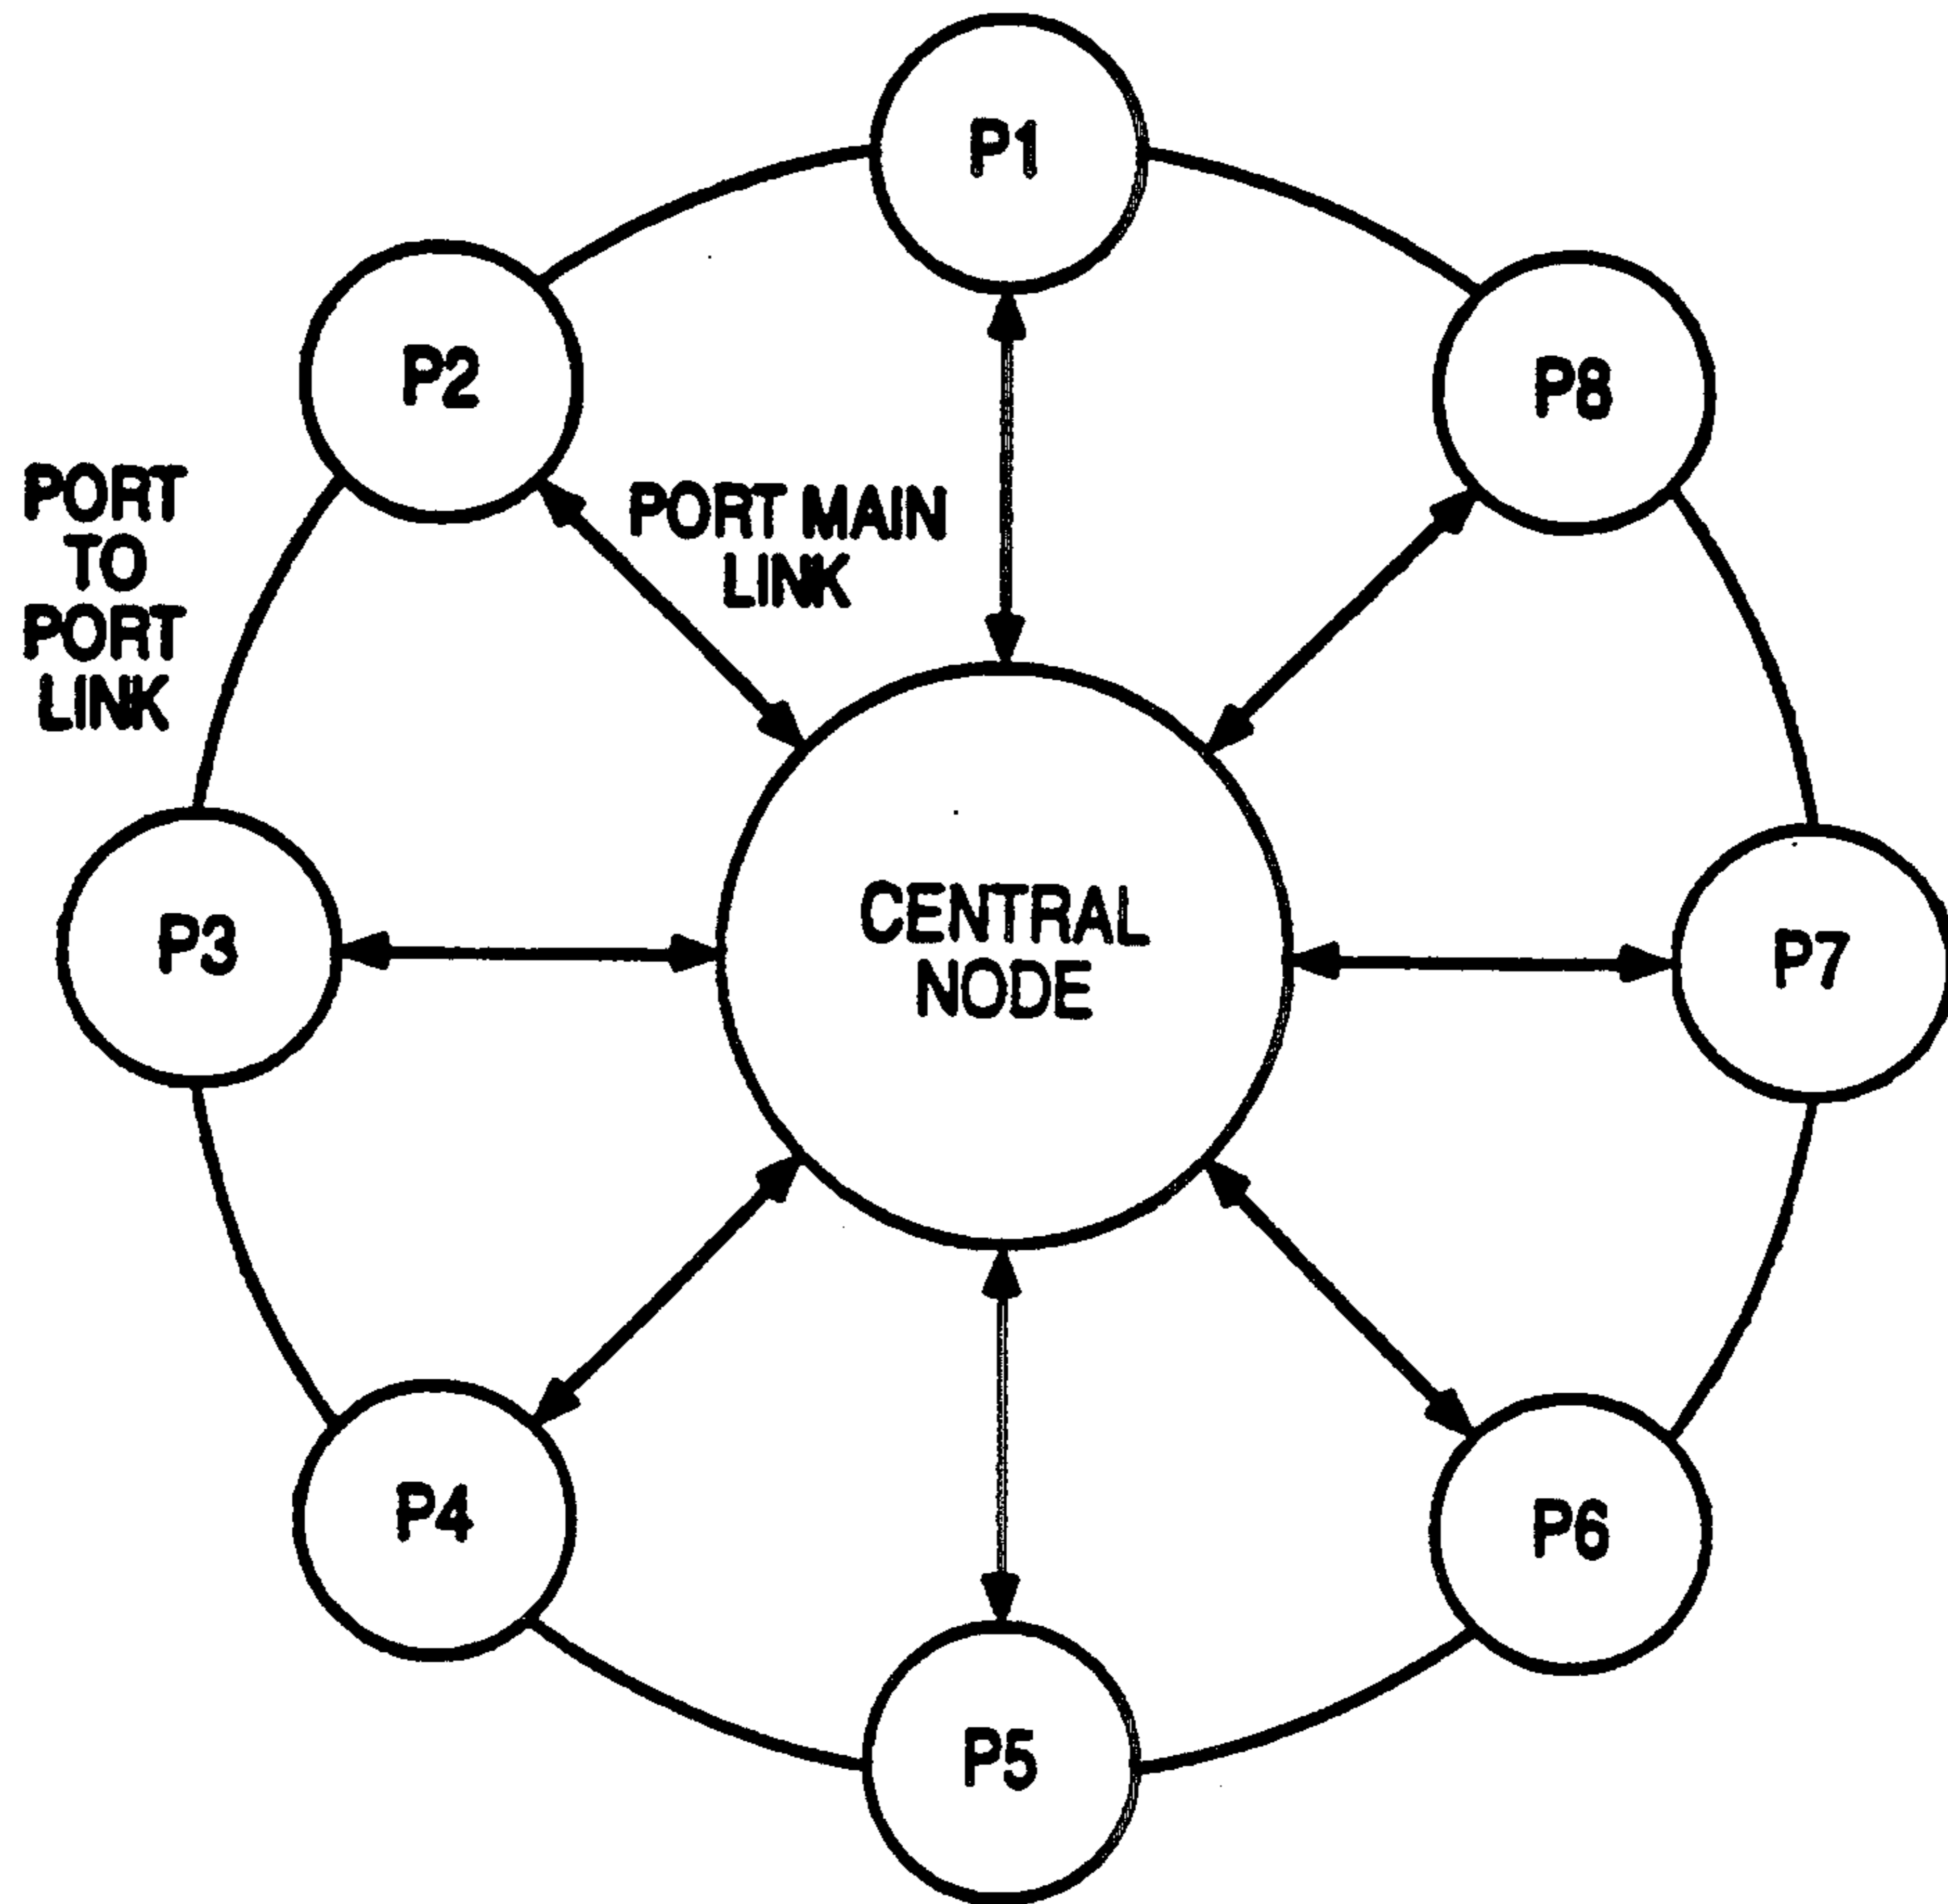 P1
P2
P8
PORT
TO
PORT
LINK
PORT MAIN
LINK
P3
CENTRAL
NODE
P7
P4
P6
P5